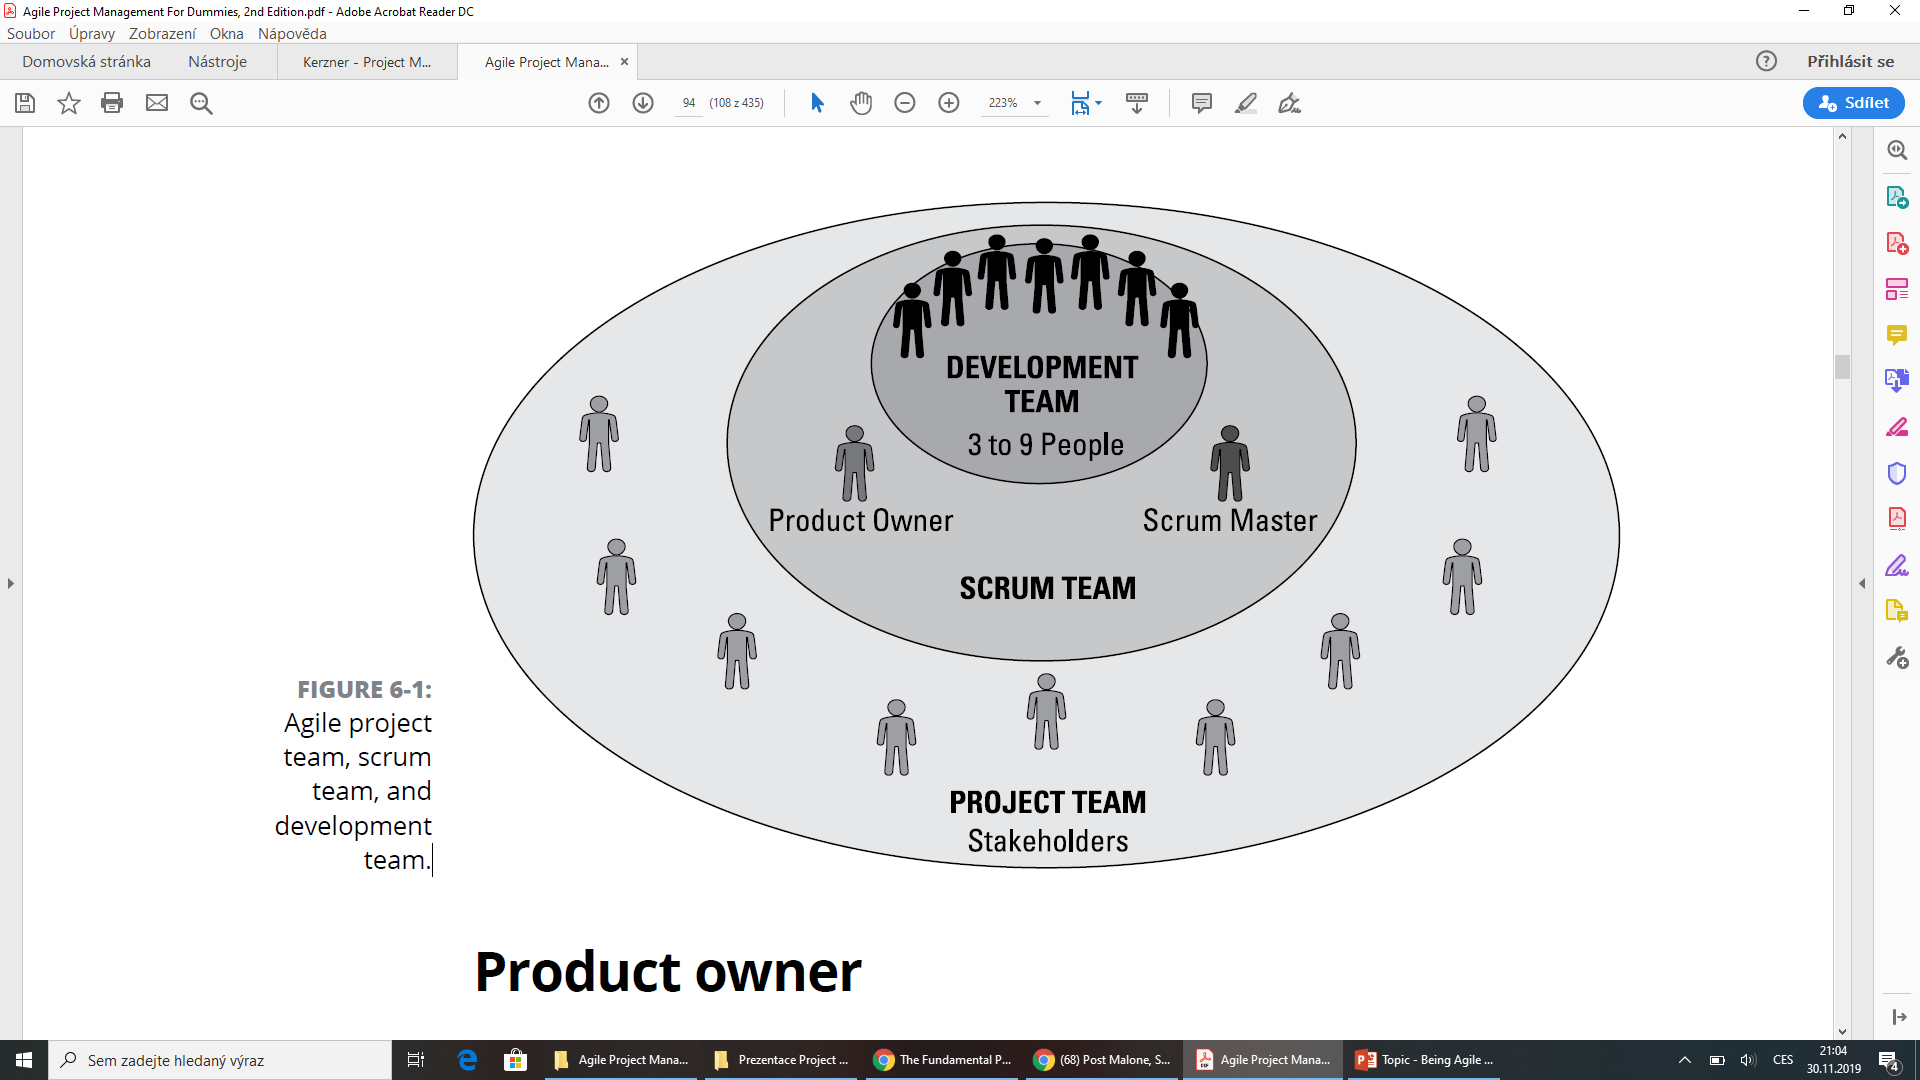 Agile Project Management For Dummies, 2nd Edition.pdf - Adobe Acrobat Reader DC
Soubor Úpravy Zobrazení Okna Nápověda
Domovská stránka Nástroje Kerzner - Project M... Agile Project Mana... × ? Přihlásit se
94 (108 z 435) 223% Sdílet
DEVELOPMENT
TEAM
3 to 9 People
Product Owner Scrum Master
SCRUM TEAM
PROJECT TEAM
Stakeholders
FIGURE 6-1:
Agile project
team, scrum
team, and
development
team.
Product owner
Sem zadejte hledaný výraz Agile Project Mana... Prezentace Project ... The Fundamental P... (68) Post Malone, S... Agile Project Mana... Topic - Being Agile ... CES 21:04
30.11.2019 4